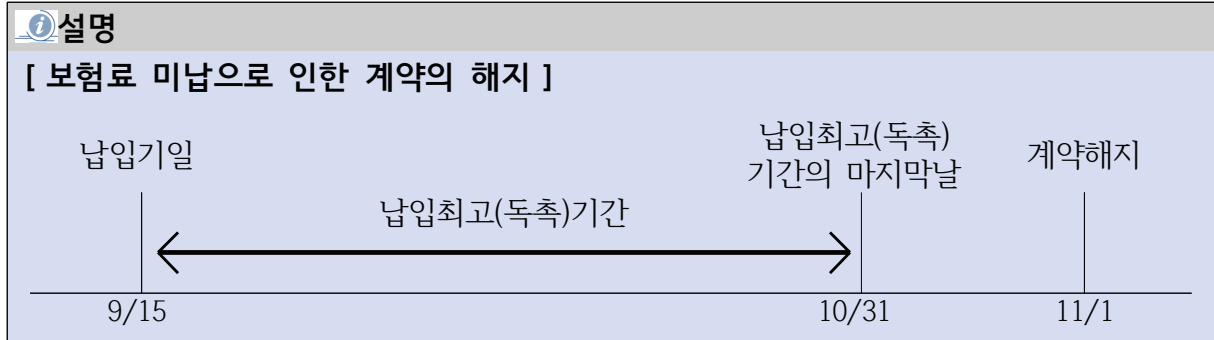 설명
[ 보험료 미납으로 인한 계약의 해지 ]
납입기일
납입최고(독촉)
기간의 마지막날
계약해지
납입최고(독촉)기간
9/15
10/31
11/1